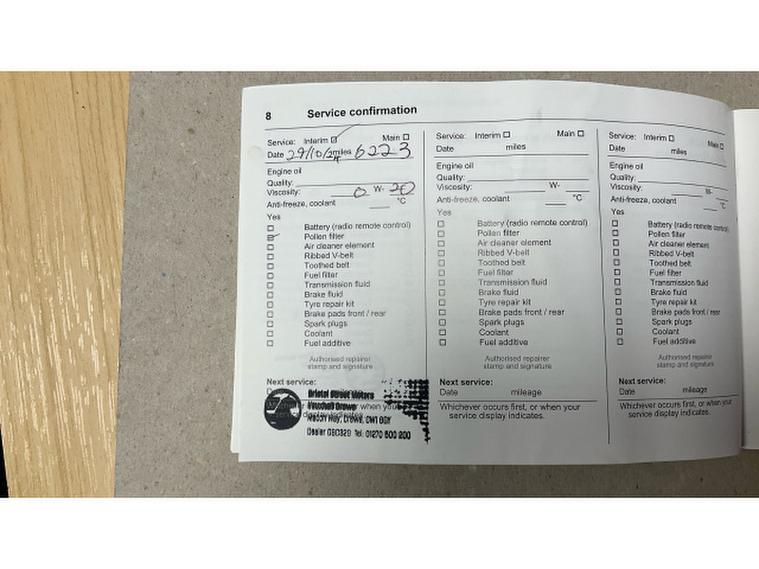 8 Service confirmation
Service: Interim Main
Date 29/10/24 miles 6223
Engine oil
Quality:
Viscosity: 0 W- 20
Anti-freeze, coolant °C
Yes
Battery (radio remote control)
Pollen filter
Air cleaner element
Ribbed V-belt
Toothed belt
Fuel filter
Transmission fluid
Brake fluid
Tyre repair kit
Brake pads front / rear
Spark plugs
Coolant
Fuel additive
Authorised repairer
stamp and signature
Next service:
Bristol Street Motors
Vauxhall Crewe
Crewe, CW1
Dealer Tel: 01270 500 200
Service: Interim Main
Date miles
Engine oil
Quality:
Viscosity: W-
Anti-freeze, coolant °C
Yes
Battery (radio remote control)
Pollen filter
Air cleaner element
Ribbed V-belt
Toothed belt
Fuel filter
Transmission fluid
Brake fluid
Tyre repair kit
Brake pads front / rear
Spark plugs
Coolant
Fuel additive
Authorised repairer
stamp and signature
Next service:
Date mileage
Whichever occurs first, or when your
service display indicates.
Service: Interim Main
Date miles
Engine oil
Quality:
Viscosity: W-
Anti-freeze, coolant °C
Yes
Battery (radio remote control)
Pollen filter
Air cleaner element
Ribbed V-belt
Toothed belt
Fuel filter
Transmission fluid
Brake fluid
Tyre repair kit
Brake pads front / rear
Spark plugs
Coolant
Fuel additive
Authorised repairer
stamp and signature
Next service:
Date mileage
Whichever occurs first, or when your
service display indicates.